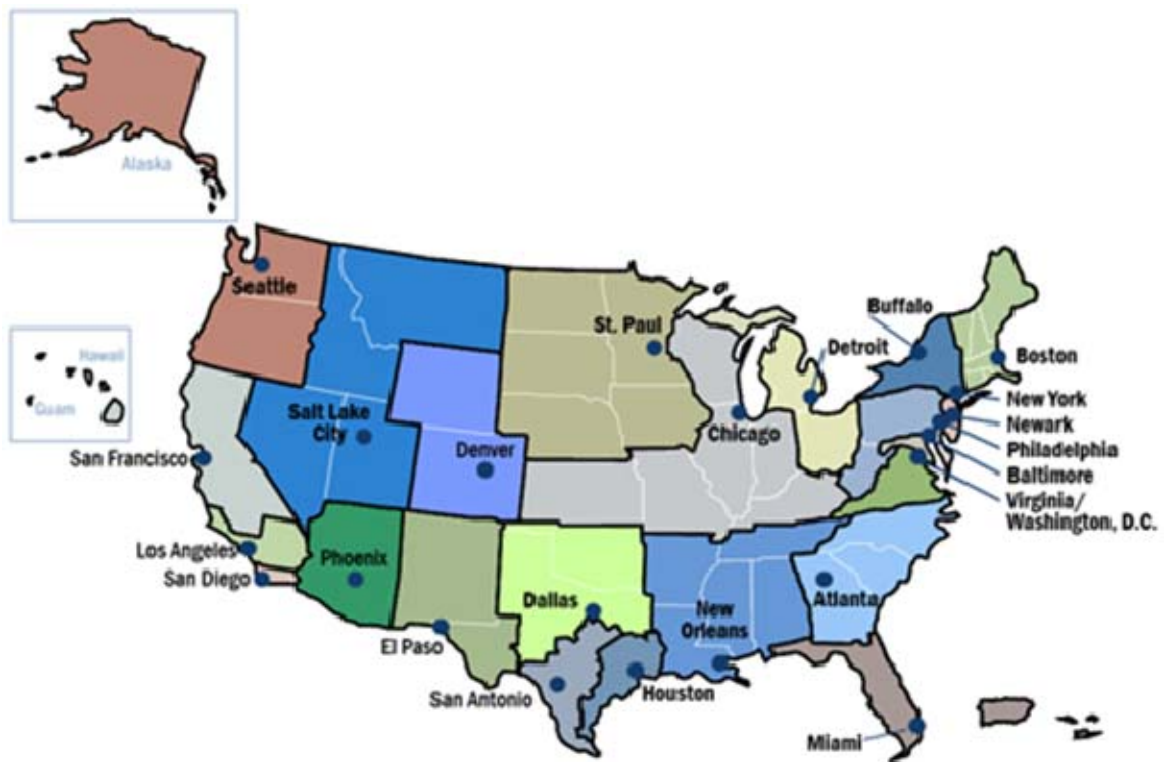 Alaska
Seattle
Hawaii
Guam
San Francisco
Salt Lake
City
Denver
St. Paul
Chicago
Detroit
Buffalo
Boston
New York
Newark
Philadelphia
Baltimore
Virginia/
Washington, D.C.
Los Angeles
San Diego
Phoenix
El Paso
Dallas
San Antonio
Houston
New
Orleans
Atlanta
Miami